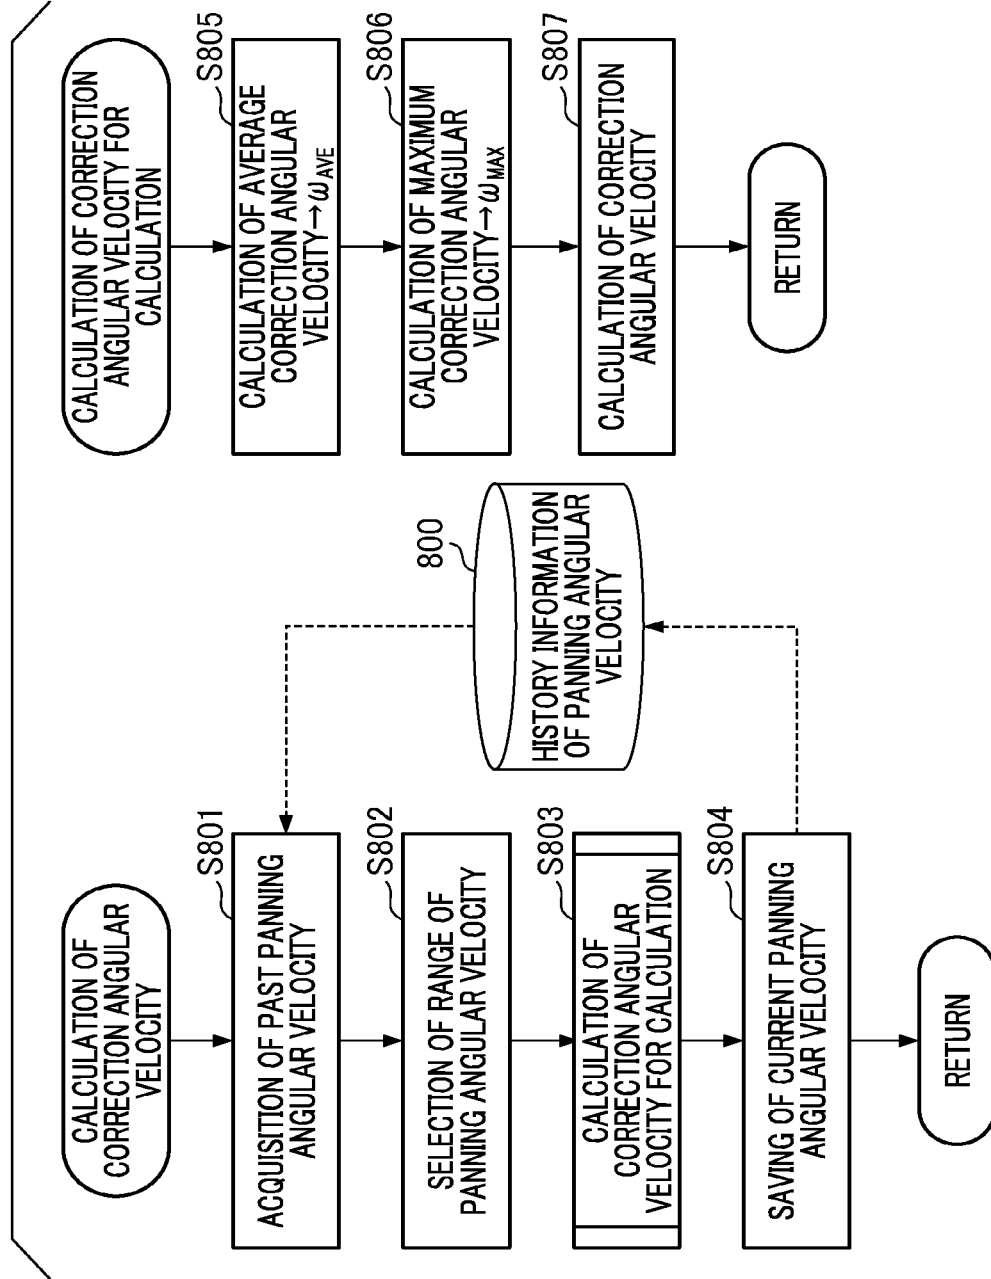 CALCULATION OF
CORRECTION ANGULAR
VELOCITY
S801
ACQUISITION OF PAST PANNING
ANGULAR VELOCITY
S802
SELECTION OF RANGE OF
PANNING ANGULAR VELOCITY
S803
CALCULATION OF
CORRECTION ANGULAR
VELOCITY FOR CALCULATION
S804
SAVING OF CURRENT PANNING
ANGULAR VELOCITY
RETURN
800
HISTORY INFORMATION
OF PANNING ANGULAR
VELOCITY
CALCULATION OF CORRECTION
ANGULAR VELOCITY FOR
CALCULATION
S805
CALCULATION OF AVERAGE
CORRECTION ANGULAR
VELOCITY→ωAVE
S806
CALCULATION OF MAXIMUM
CORRECTION ANGULAR
VELOCITY→ωMAX
S807
CALCULATION OF CORRECTION
ANGULAR VELOCITY
RETURN